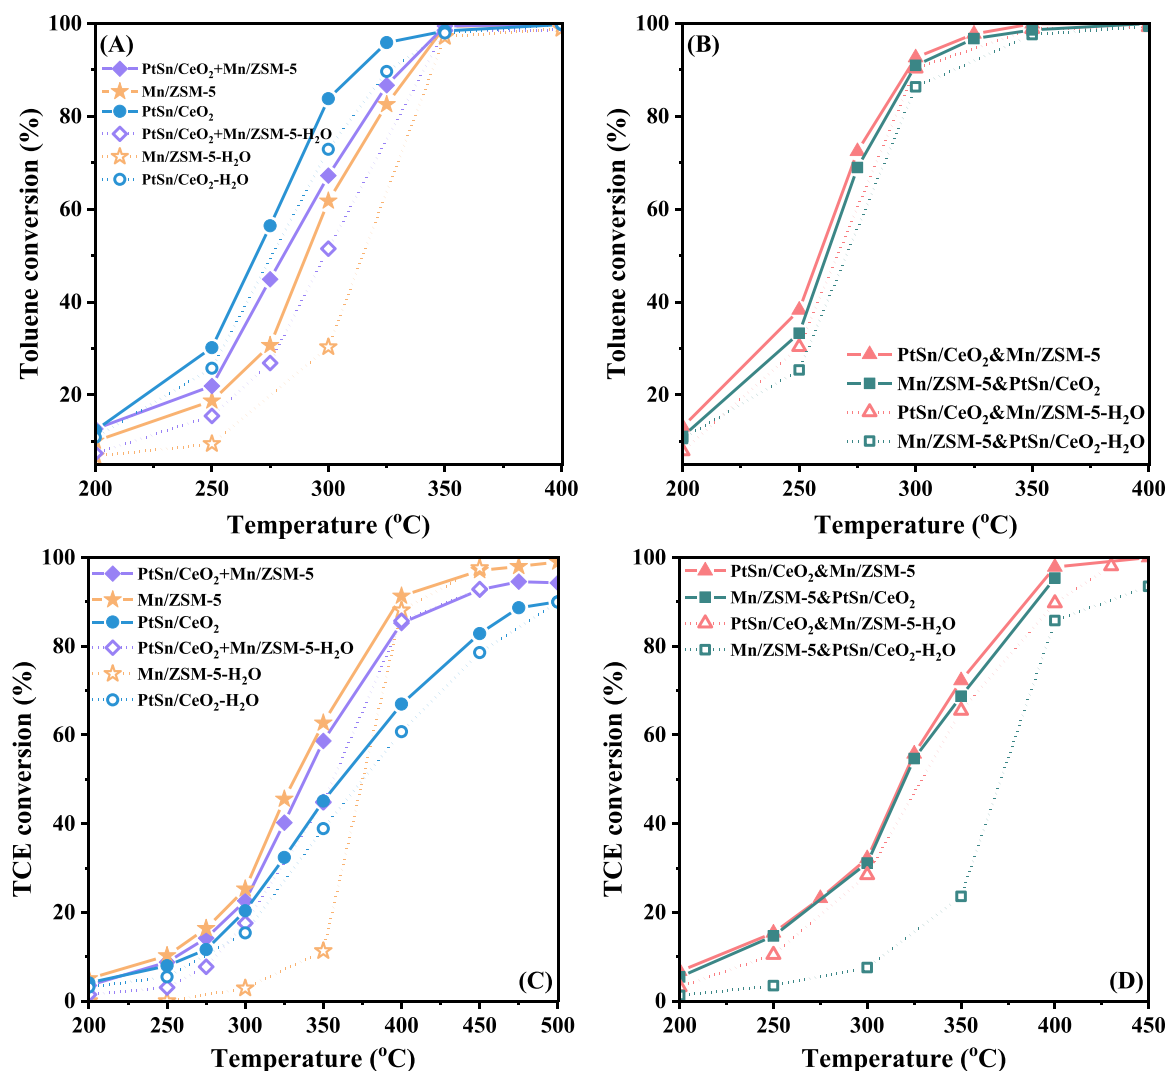 (A)
PtSn/CeO₂+Mn/ZSM-5
Mn/ZSM-5
PtSn/CeO₂
PtSn/CeO₂+Mn/ZSM-5-H₂O
Mn/ZSM-5-H₂O
PtSn/CeO₂-H₂O
Toluene conversion (%)
100
80
60
40
20
200
250
300
350
400
Temperature (°C)
(B)
PtSn/CeO₂&Mn/ZSM-5
Mn/ZSM-5&PtSn/CeO₂
PtSn/CeO₂&Mn/ZSM-5-H₂O
Mn/ZSM-5&PtSn/CeO₂-H₂O
Toluene conversion (%)
100
80
60
40
20
200
250
300
350
400
Temperature (°C)
PtSn/CeO₂+Mn/ZSM-5
Mn/ZSM-5
PtSn/CeO₂
PtSn/CeO₂+Mn/ZSM-5-H₂O
Mn/ZSM-5-H₂O
PtSn/CeO₂-H₂O
(C)
TCE conversion (%)
100
80
60
40
20
0
200
250
300
350
400
450
500
Temperature (°C)
PtSn/CeO₂&Mn/ZSM-5
Mn/ZSM-5&PtSn/CeO₂
PtSn/CeO₂&Mn/ZSM-5-H₂O
Mn/ZSM-5&PtSn/CeO₂-H₂O
(D)
TCE conversion (%)
100
80
60
40
20
0
200
250
300
350
400
450
Temperature (°C)